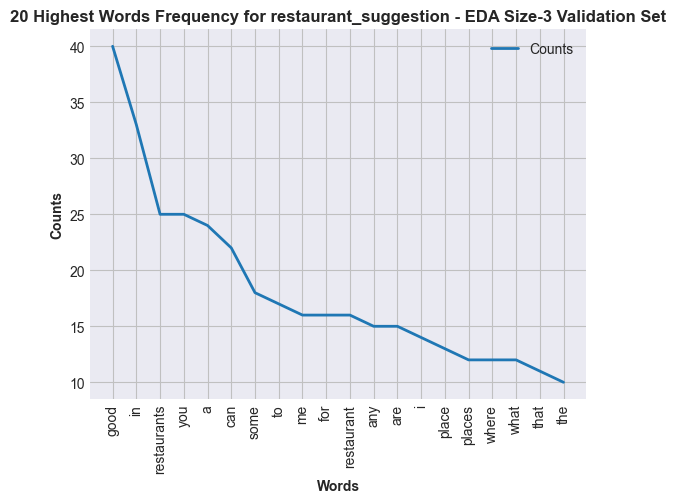 20 Highest Words Frequency for restaurant_suggestion - EDA Size-3 Validation Set
Counts
40
35
30
25
20
15
10
Counts
good
in
restaurants
you
a
can
some
to
me
for
restaurant
any
are
i
place
places
where
what
that
the
Words